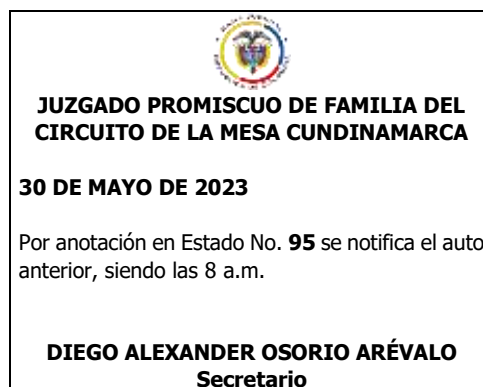 JUZGADO PROMISCUO DE FAMILIA DEL
CIRCUITO DE LA MESA CUNDINAMARCA
30 DE MAYO DE 2023
Por anotación en Estado No. 95 se notifica el auto
anterior, siendo las 8 a.m.
DIEGO ALEXANDER OSORIO ARÉVALO
Secretario